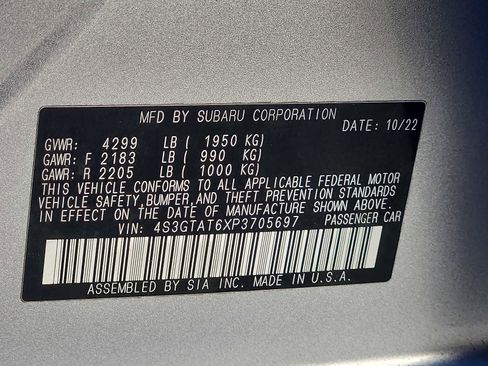 MFD BY SUBARU CORPORATION
DATE: 10/22
GVWR: 4299 LB ( 1950 KG)
GAWR: F 2183 LB ( 990 KG)
GAWR: R 2205 LB ( 1000 KG)
THIS VEHICLE CONFORMS TO ALL APPLICABLE FEDERAL MOTOR
VEHICLE SAFETY, BUMPER, AND THEFT PREVENTION STANDARDS
IN EFFECT ON THE DATE OF MANUFACTURE SHOWN ABOVE.
VIN: 4S3GTAT6XP3705697 PASSENGER CAR
ASSEMBLED BY SIA INC. MADE IN U.S.A.